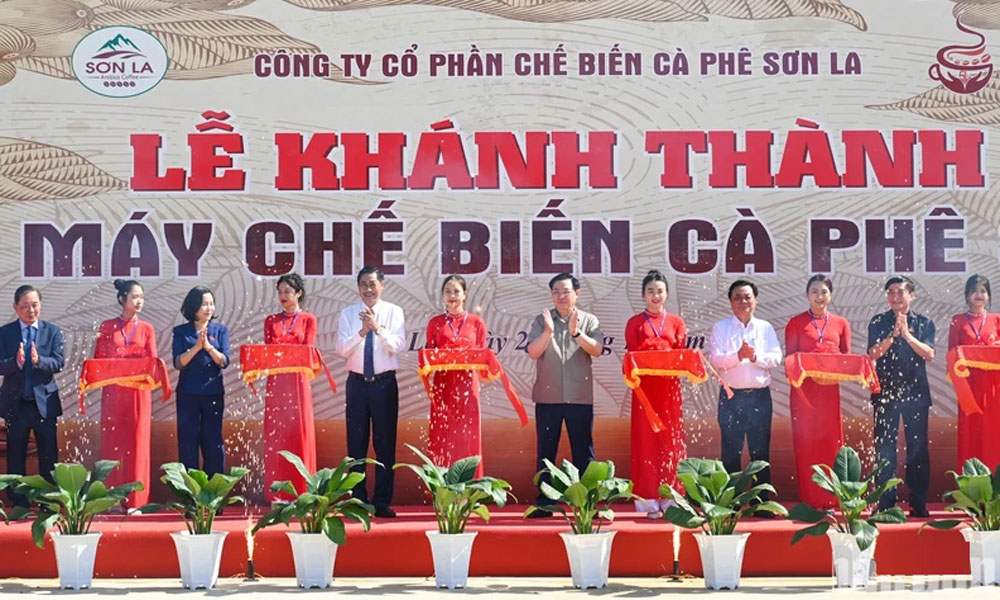 SƠN LA
Arabica Coffee
CÔNG TY CỔ PHẦN CHẾ BIẾN CÀ PHÊ SƠN LA
LỄ KHÁNH THÀNH
MÁY CHẾ BIẾN CÀ PHÊ